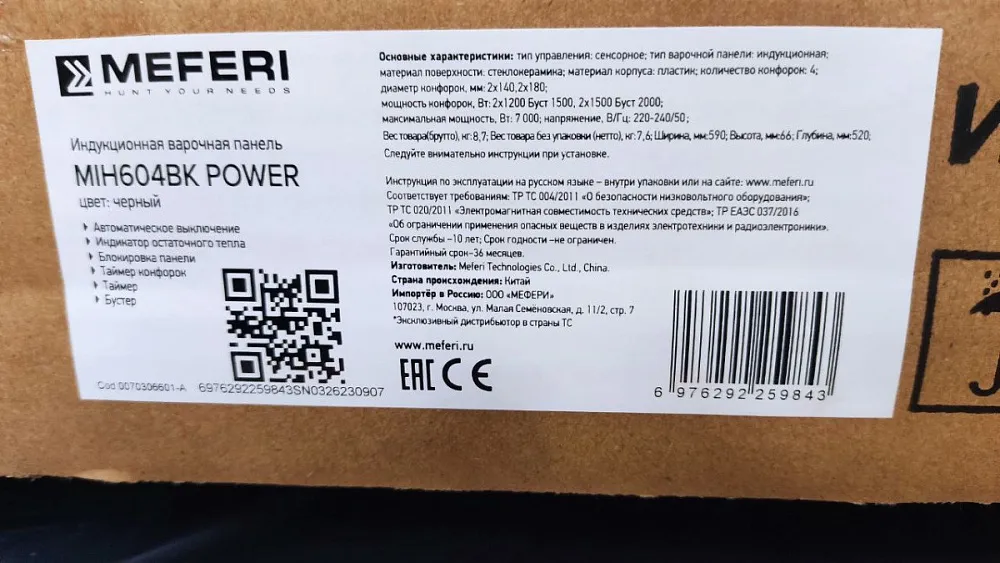 MEFERI
HUNT YOUR NEEDS
Индукционная варочная панель
MIH604BK POWER
цвет: черный
Автоматическое выключение
Индикатор остаточного тепла
Блокировка панели
Таймер конфорок
Таймер
Бустер
Cod 0070306601-A
6976292259843SN0326230907
Основные характеристики: тип управления: сенсорное; тип варочной панели: индукционная;
материал поверхности: стеклокерамика; материал корпуса: пластик; количество конфорок: 4;
диаметр конфорок, мм: 2x140,2x180;
мощность конфорок, Вт: 2x1200 Буст 1500, 2x1500 Буст 2000;
максимальная мощность, Вт: 7 000; напряжение, В/Гц: 220-240/50;
Вес товара(брутто), кг: 8,7; Вес товара без упаковки (нетто), кг: 7,6; Ширина, мм:590; Высота, мм:66; Глубина, мм:520;
Следуйте внимательно инструкции при установке.
Инструкция по эксплуатации на русском языке – внутри упаковки или на сайте: www.meferi.ru
Соответствует требованиям: ТР ТС 004/2011 «О безопасности низковольтного оборудования»;
ТР ТС 020/2011 «Электромагнитная совместимость технических средств»; ТР ЕАЭС 037/2016
«Об ограничении применения опасных веществ в изделиях электротехники и радиоэлектроники».
Срок службы –10 лет; Срок годности –не ограничен.
Гарантийный срок–36 месяцев.
Изготовитель: Meferi Technologies Co., Ltd., China.
Страна происхождения: Китай
Импортёр в Россию: ООО «МЕФЕРИ»
107023, г. Москва, ул. Малая Семёновская, д. 11/2, стр. 7
*Эксклюзивный дистрибьютор в страны ТС
www.meferi.ru
EAC CE
6 976292 259843